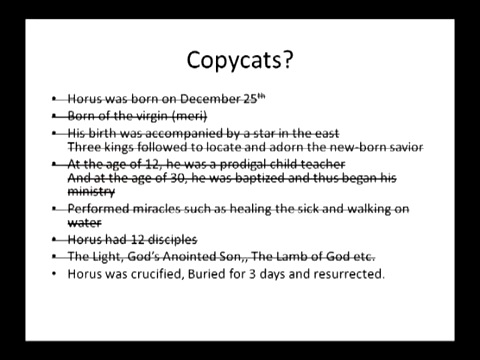 Copycats?
• Horus was born on December 25th
• Born of the virgin (meri)
• His birth was accompanied by a star in the east
Three kings followed to locate and adorn the new-born savior
• At the age of 12, he was a prodigal child teacher
And at the age of 30, he was baptized and thus began his
ministry
• Performed miracles such as healing the sick and walking on
water
• Horus had 12 disciples
• The Light, God's Anointed Son,, The Lamb of God etc.
• Horus was crucified, Buried for 3 days and resurrected.